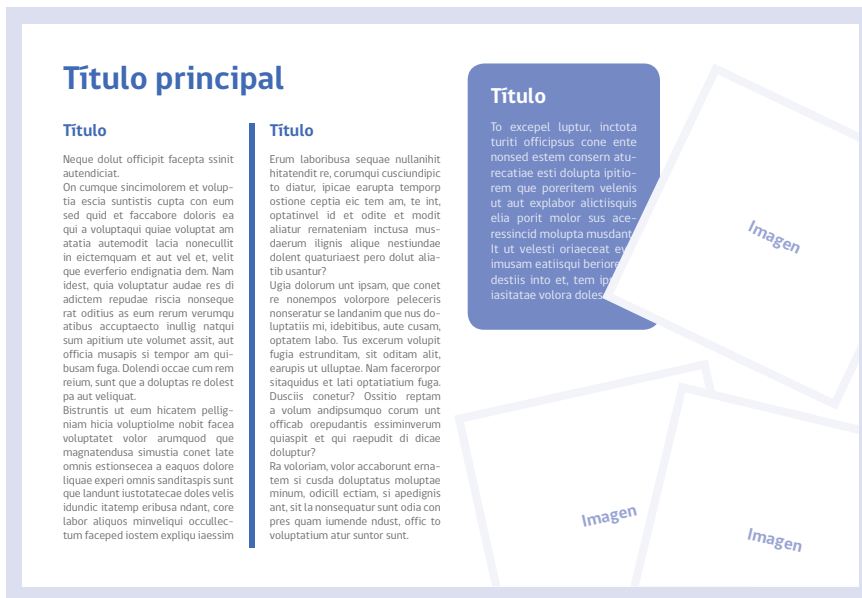 Título principal
Título
Neque dolut officipit facepta ssinit
autendiciat.
On cumque sincimolorem et volup-
tia escia suntistis cupta con eum
sed quid et faccabore doloris ea
qui a voluptaqui quiae voluptat am
atatia autemodit lacia nonecullit
in eictemquam et aut vel et, velit
que everferio endignatia dem. Nam
idest, quia voluptatur audae res di
adictem repudae riscia nonseque
rat oditius as eum rerum verumqu
atibus accuptaecto inullig natqui
sum apitium ute volumet assit, aut
officia musapis si tempor am qui-
busam fuga. Dolendi occae cum rem
reium, sunt que a doluptas re dolest
pa aut veliquat.
Bistruntis ut eum hicatem pellig-
niam hicia voluptioIme nobit facea
voluptatet volor arumquod que
magnatendusa simustia conet late
omnis estionsecea a eaquos dolore
liquae experi omnis sanditaspis sunt
que landunt iustotatecae doles velis
idundic itatemp eribusa ndant, core
labor aliquos minveliqui occullec-
tum faceped iostem expliqu iaessim
Título
Erum laboribusa sequae nullanihit
hitatendit re, corumqui cusciundipic
to diatur, ipicae earupta temporp
ostione ceptia eic tem am, te int,
optatinvel id et odite et modit
aliatur rernateniam inctusa mus-
daerum ilignis alique nestiundae
dolent quaturiaest pero dolut alia-
tib usantur?
Ugia dolorum unt ipsam, que conet
re nonempos volorpore peleceris
nonseratur se landanim que nus do-
luptatiis mi, idebitibus, aute cusam,
optatem labo. Tus excerum volupit
fugia estrunditam, sit oditam alit,
earupis ut ulluptae. Nam facerorpor
sitaquidus et lati optatiatium fuga.
Dusciis conetur? Ossitio reptam
a volum andipsumquo corum unt
officab orepudantis essiminverum
quiaspit et qui raepudit di dicae
doluptur?
Ra voloriam, volor accaborunt erna-
tem si cusda doluptatus moluptae
minum, odicill ectiam, si apedignis
ant, sit la nonsequatur sunt odia con
pres quam iumende ndust, offic to
voluptatium atur suntor sunt.
Título
To excepel luptur, inctota
turiti officipsus cone ente
nonsed estem consern atu-
recatiae esti dolupta ipitio-
rem que poreritem velenis
ut aut explabor alictiisquis
elia porit molor sus ace-
ressincid molupta musdant.
It ut velesti oriaeceat
imusam eatiisqui
destiis into et, tem
iasitatae volora
Imagen
Imagen
Imagen